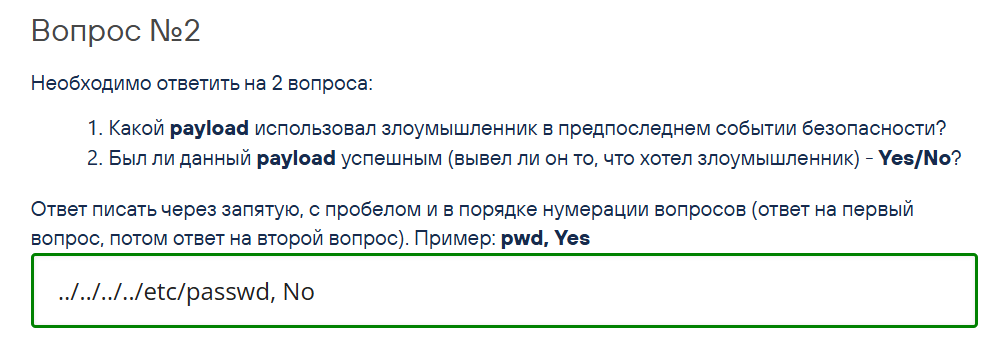 Вопрос №2
Необходимо ответить на 2 вопроса:
1. Какой payload использовал злоумышленник в предпоследнем событии безопасности?
2. Был ли данный payload успешным (вывел ли он то, что хотел злоумышленник) - Yes/No?
Ответ писать через запятую, с пробелом и в порядке нумерации вопросов (ответ на первый
вопрос, потом ответ на второй вопрос). Пример: pwd, Yes
../../../../etc/passwd, No